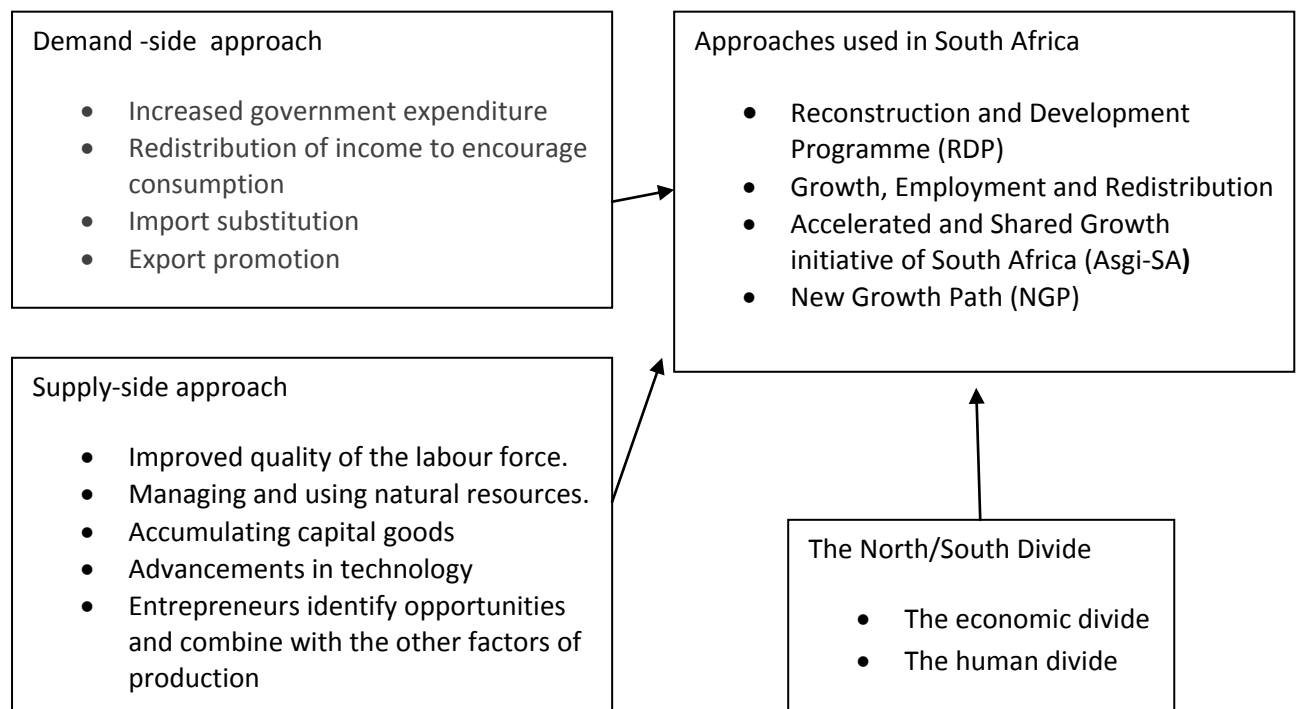 Demand -side approach
• Increased government expenditure
• Redistribution of income to encourage
consumption
• Import substitution
• Export promotion
Approaches used in South Africa
• Reconstruction and Development
Programme (RDP)
• Growth, Employment and Redistribution
• Accelerated and Shared Growth
initiative of South Africa (Asgi-SA)
• New Growth Path (NGP)
Supply-side approach
• Improved quality of the labour force.
• Managing and using natural resources.
• Accumulating capital goods
• Advancements in technology
• Entrepreneurs identify opportunities
and combine with the other factors of
production
The North/South Divide
• The economic divide
• The human divide